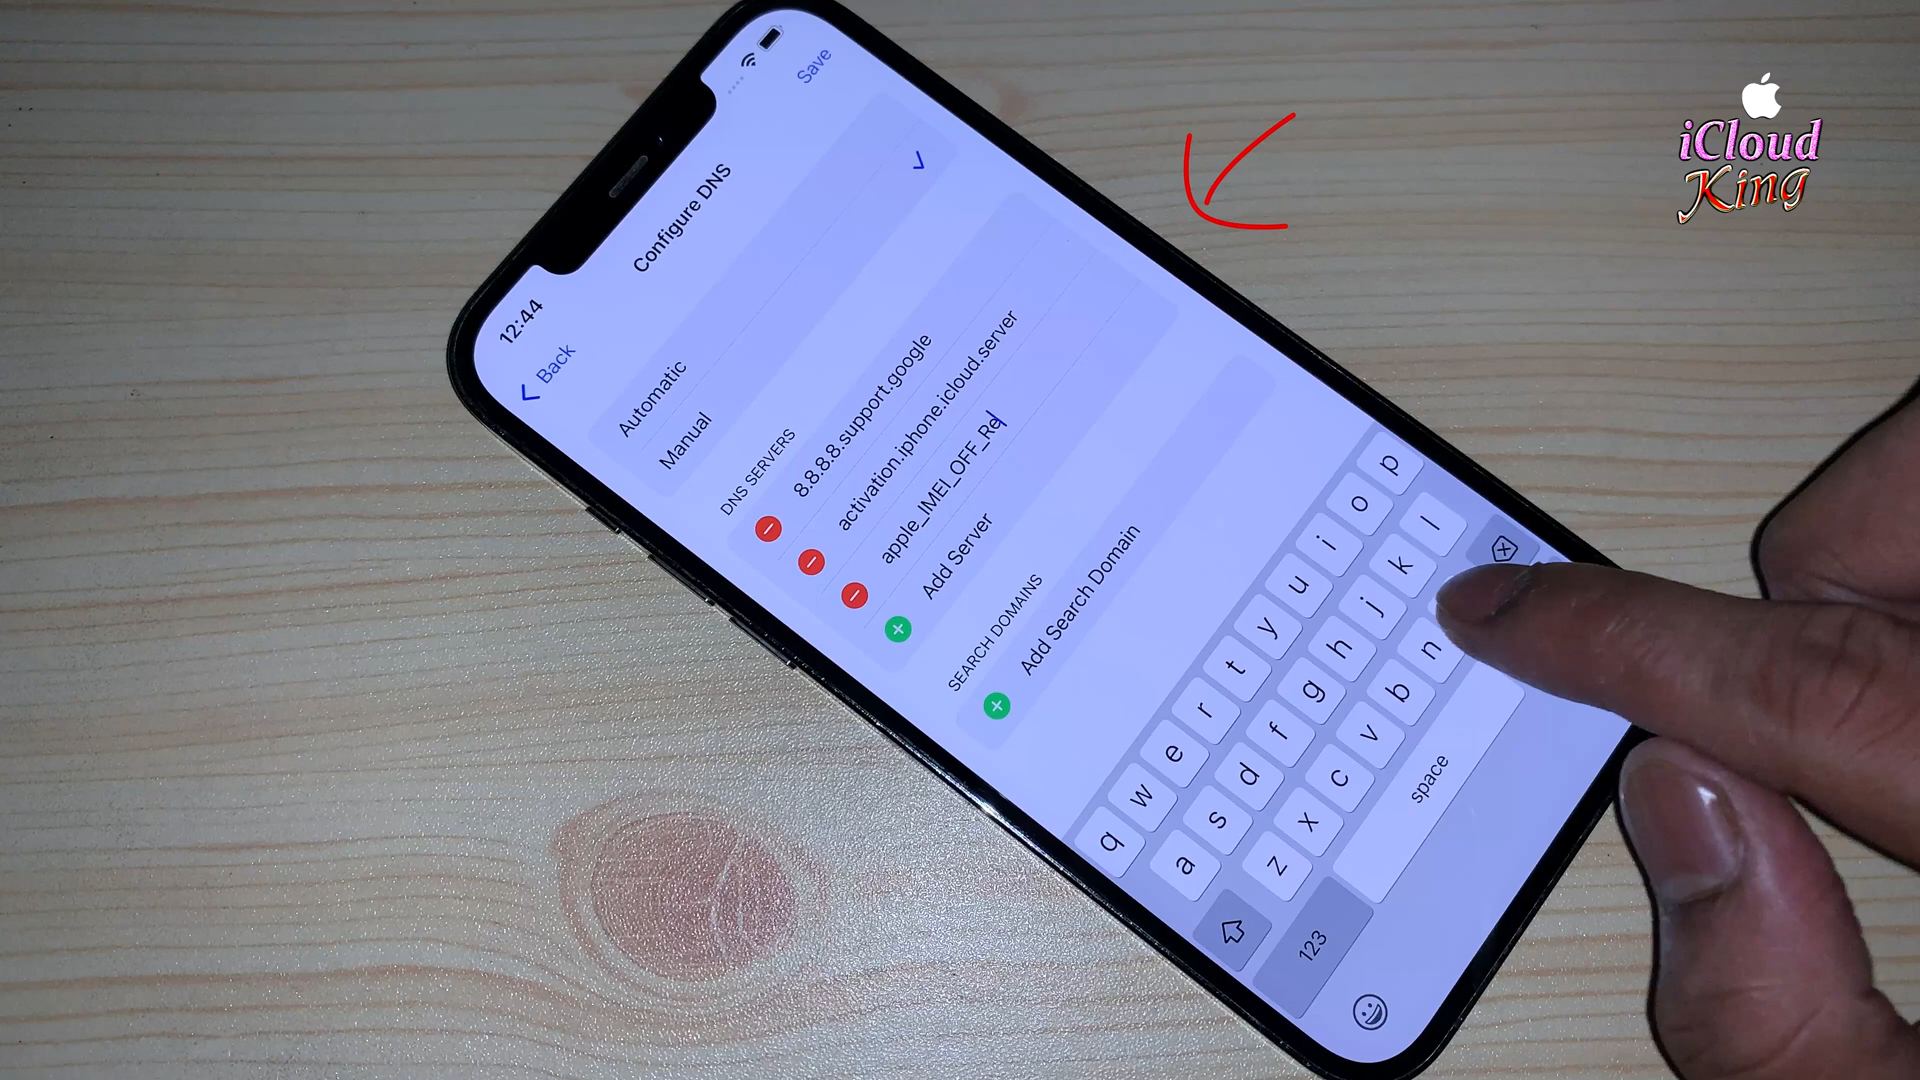 12:44
Back
Configure DNS
Save
Automatic
Manual
DNS SERVERS
8.8.8.8.support.google
activation.iphone.icloud.server
apple_IMEI_OFF_Re
Add Server
SEARCH DOMAINS
Add Search Domain
q w e r t y u i o p
a s d f g h j k l
z x c v b n
123
space
iCloud
King